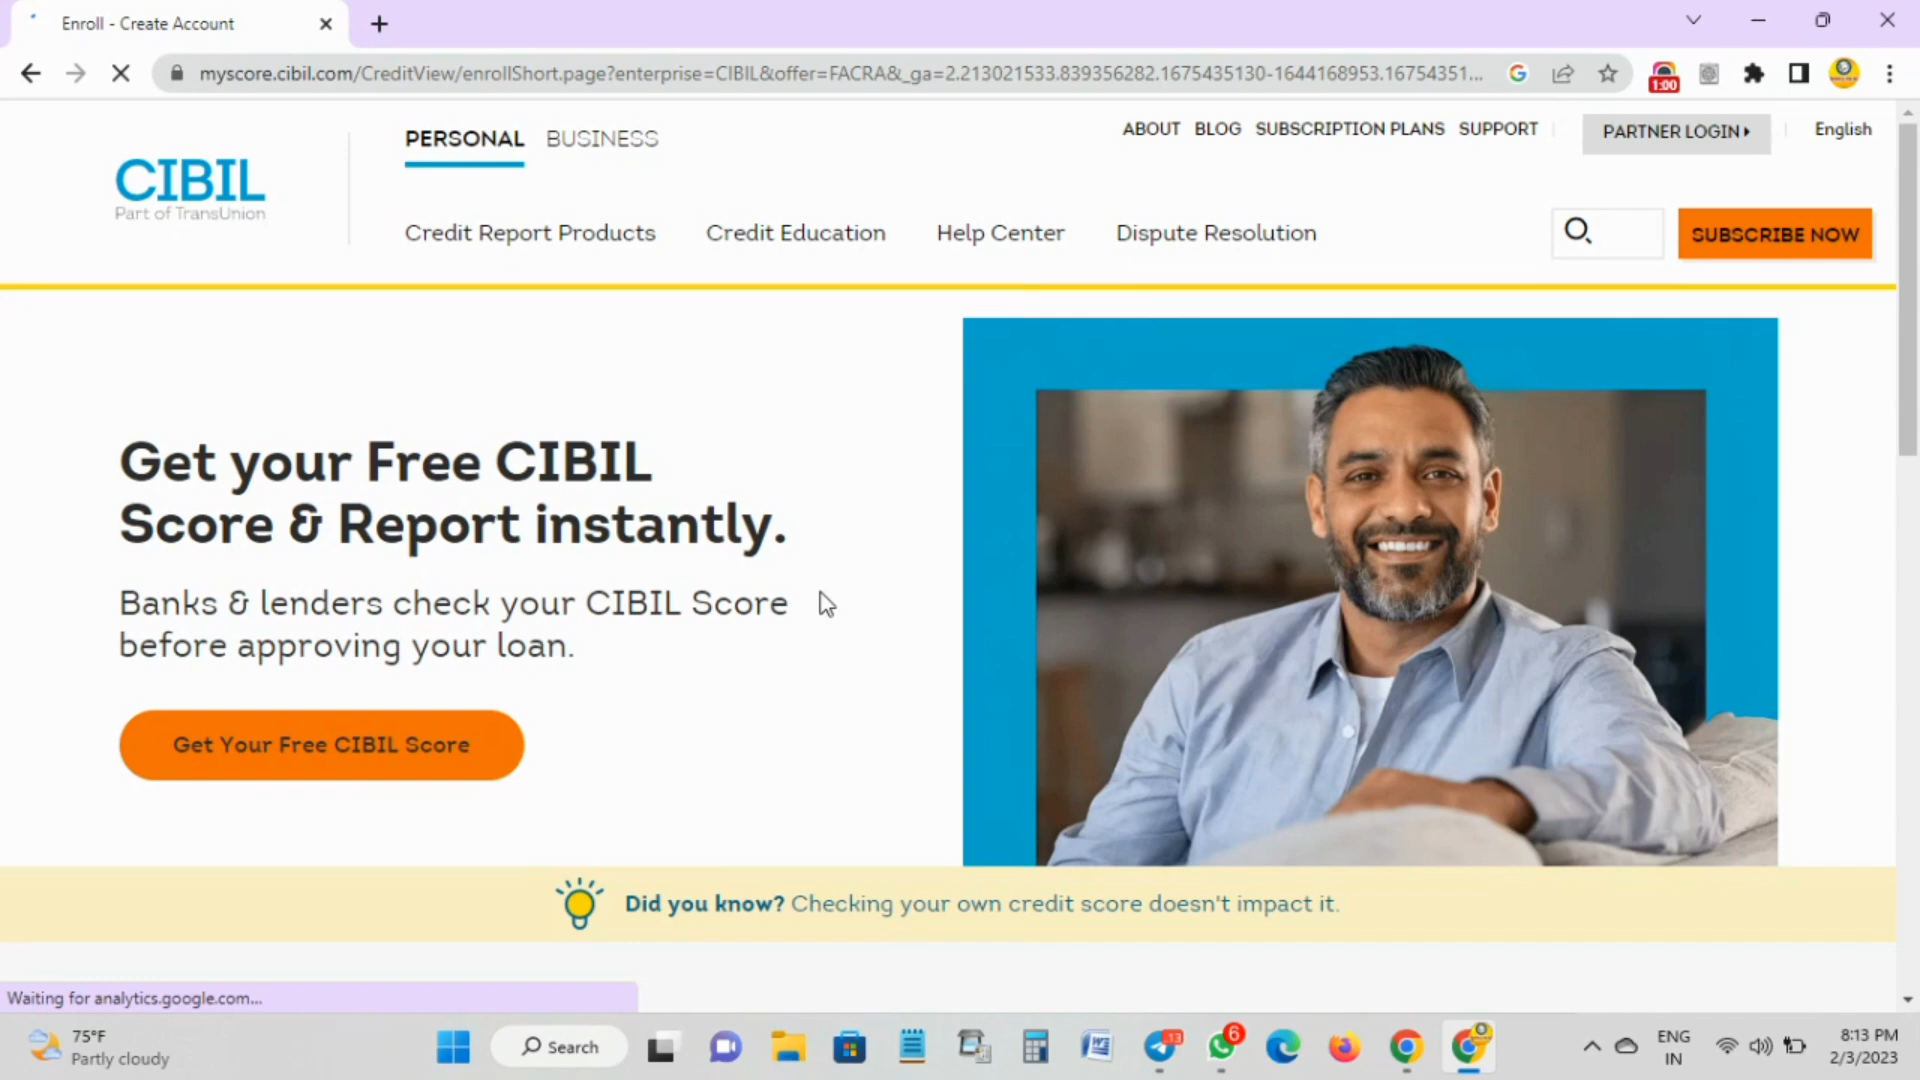 Enroll - Create Account
myscore.cibil.com/CreditView/enrollShort.page?enterprise=CIBIL&offer=FACRA&_ga=2.213021533.839356282.1675435130-1644168953.16754351...
1:00
PERSONAL BUSINESS
ABOUT BLOG SUBSCRIPTION PLANS SUPPORT
PARTNER LOGIN
English
CIBIL
Part of TransUnion
Credit Report Products Credit Education Help Center Dispute Resolution
SUBSCRIBE NOW
Get your Free CIBIL
Score & Report instantly.
Banks & lenders check your CIBIL Score
before approving your loan.
Get Your Free CIBIL Score
Did you know? Checking your own credit score doesn't impact it.
Waiting for analytics.google.com...
75°F
Partly cloudy
Search
13
6
ENG
IN
8:13 PM
2/3/2023